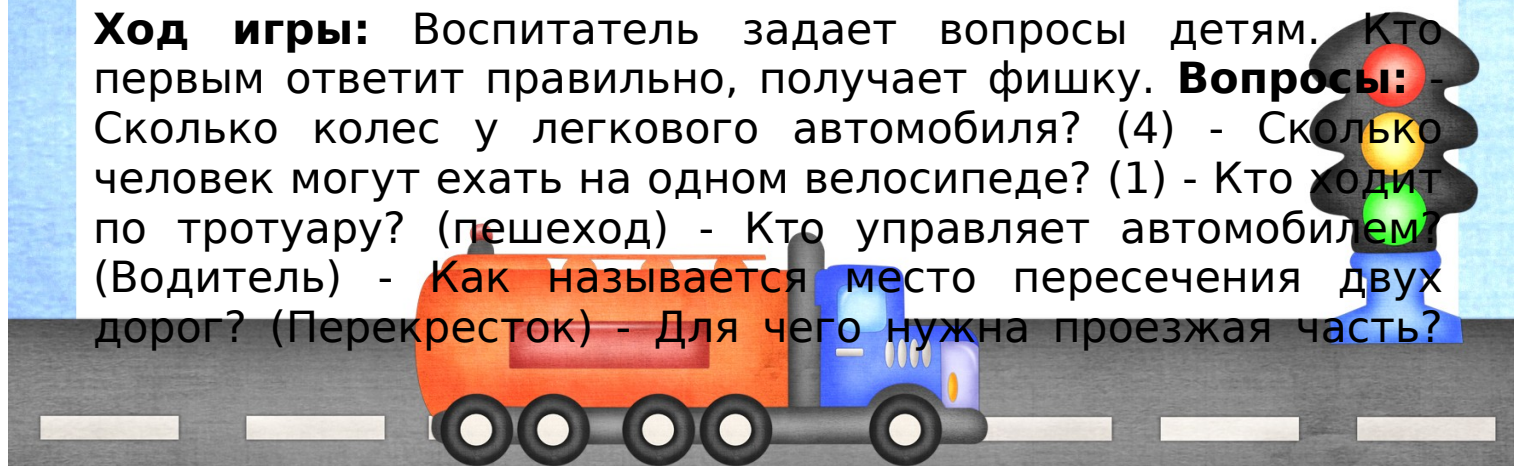 Ход игры: Воспитатель задает вопросы детям. Кто
первым ответит правильно, получает фишку. Вопросы: -
Сколько колес у легкового автомобиля? (4) - Сколько
человек могут ехать на одном велосипеде? (1) - Кто ходит
по тротуару? (пешеход) - Кто управляет автомобилем?
(Водитель) - Как называется место пересечения двух
дорог? (Перекресток) - Для чего нужна проезжая часть?